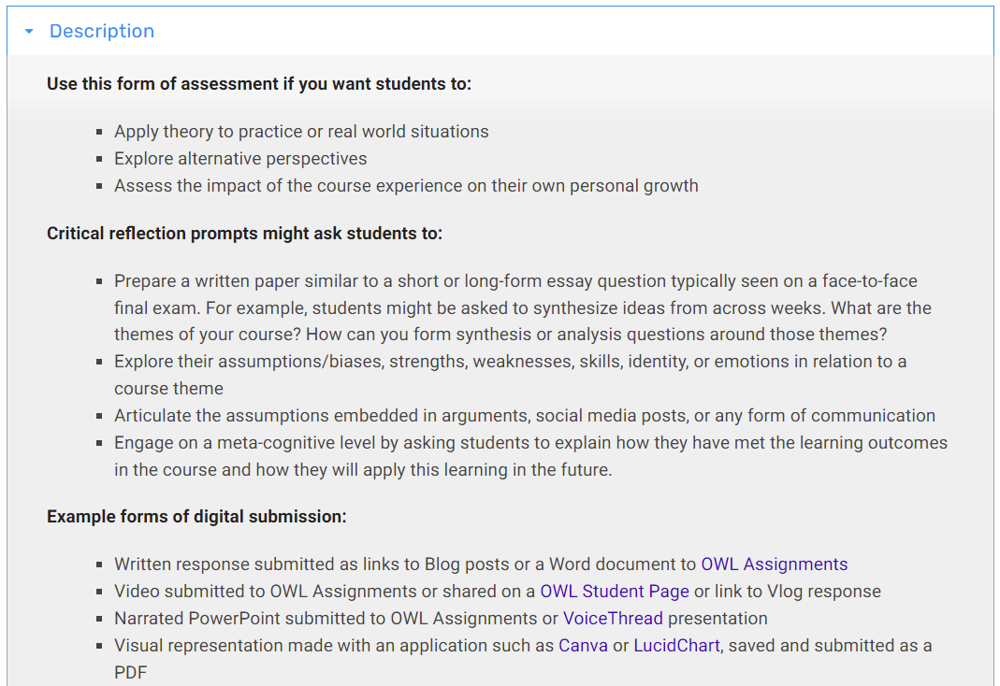 Description
Use this form of assessment if you want students to:
Apply theory to practice or real world situations
Explore alternative perspectives
Assess the impact of the course experience on their own personal growth
Critical reflection prompts might ask students to:
Prepare a written paper similar to a short or long-form essay question typically seen on a face-to-face
final exam. For example, students might be asked to synthesize ideas from across weeks. What are the
themes of your course? How can you form synthesis or analysis questions around those themes?
Explore their assumptions/biases, strengths, weaknesses, skills, identity, or emotions in relation to a
course theme
Articulate the assumptions embedded in arguments, social media posts, or any form of communication
Engage on a meta-cognitive level by asking students to explain how they have met the learning outcomes
in the course and how they will apply this learning in the future.
Example forms of digital submission:
Written response submitted as links to Blog posts or a Word document to OWL Assignments
Video submitted to OWL Assignments or shared on a OWL Student Page or link to Vlog response
Narrated PowerPoint submitted to OWL Assignments or VoiceThread presentation
Visual representation made with an application such as Canva or LucidChart, saved and submitted as a
PDF